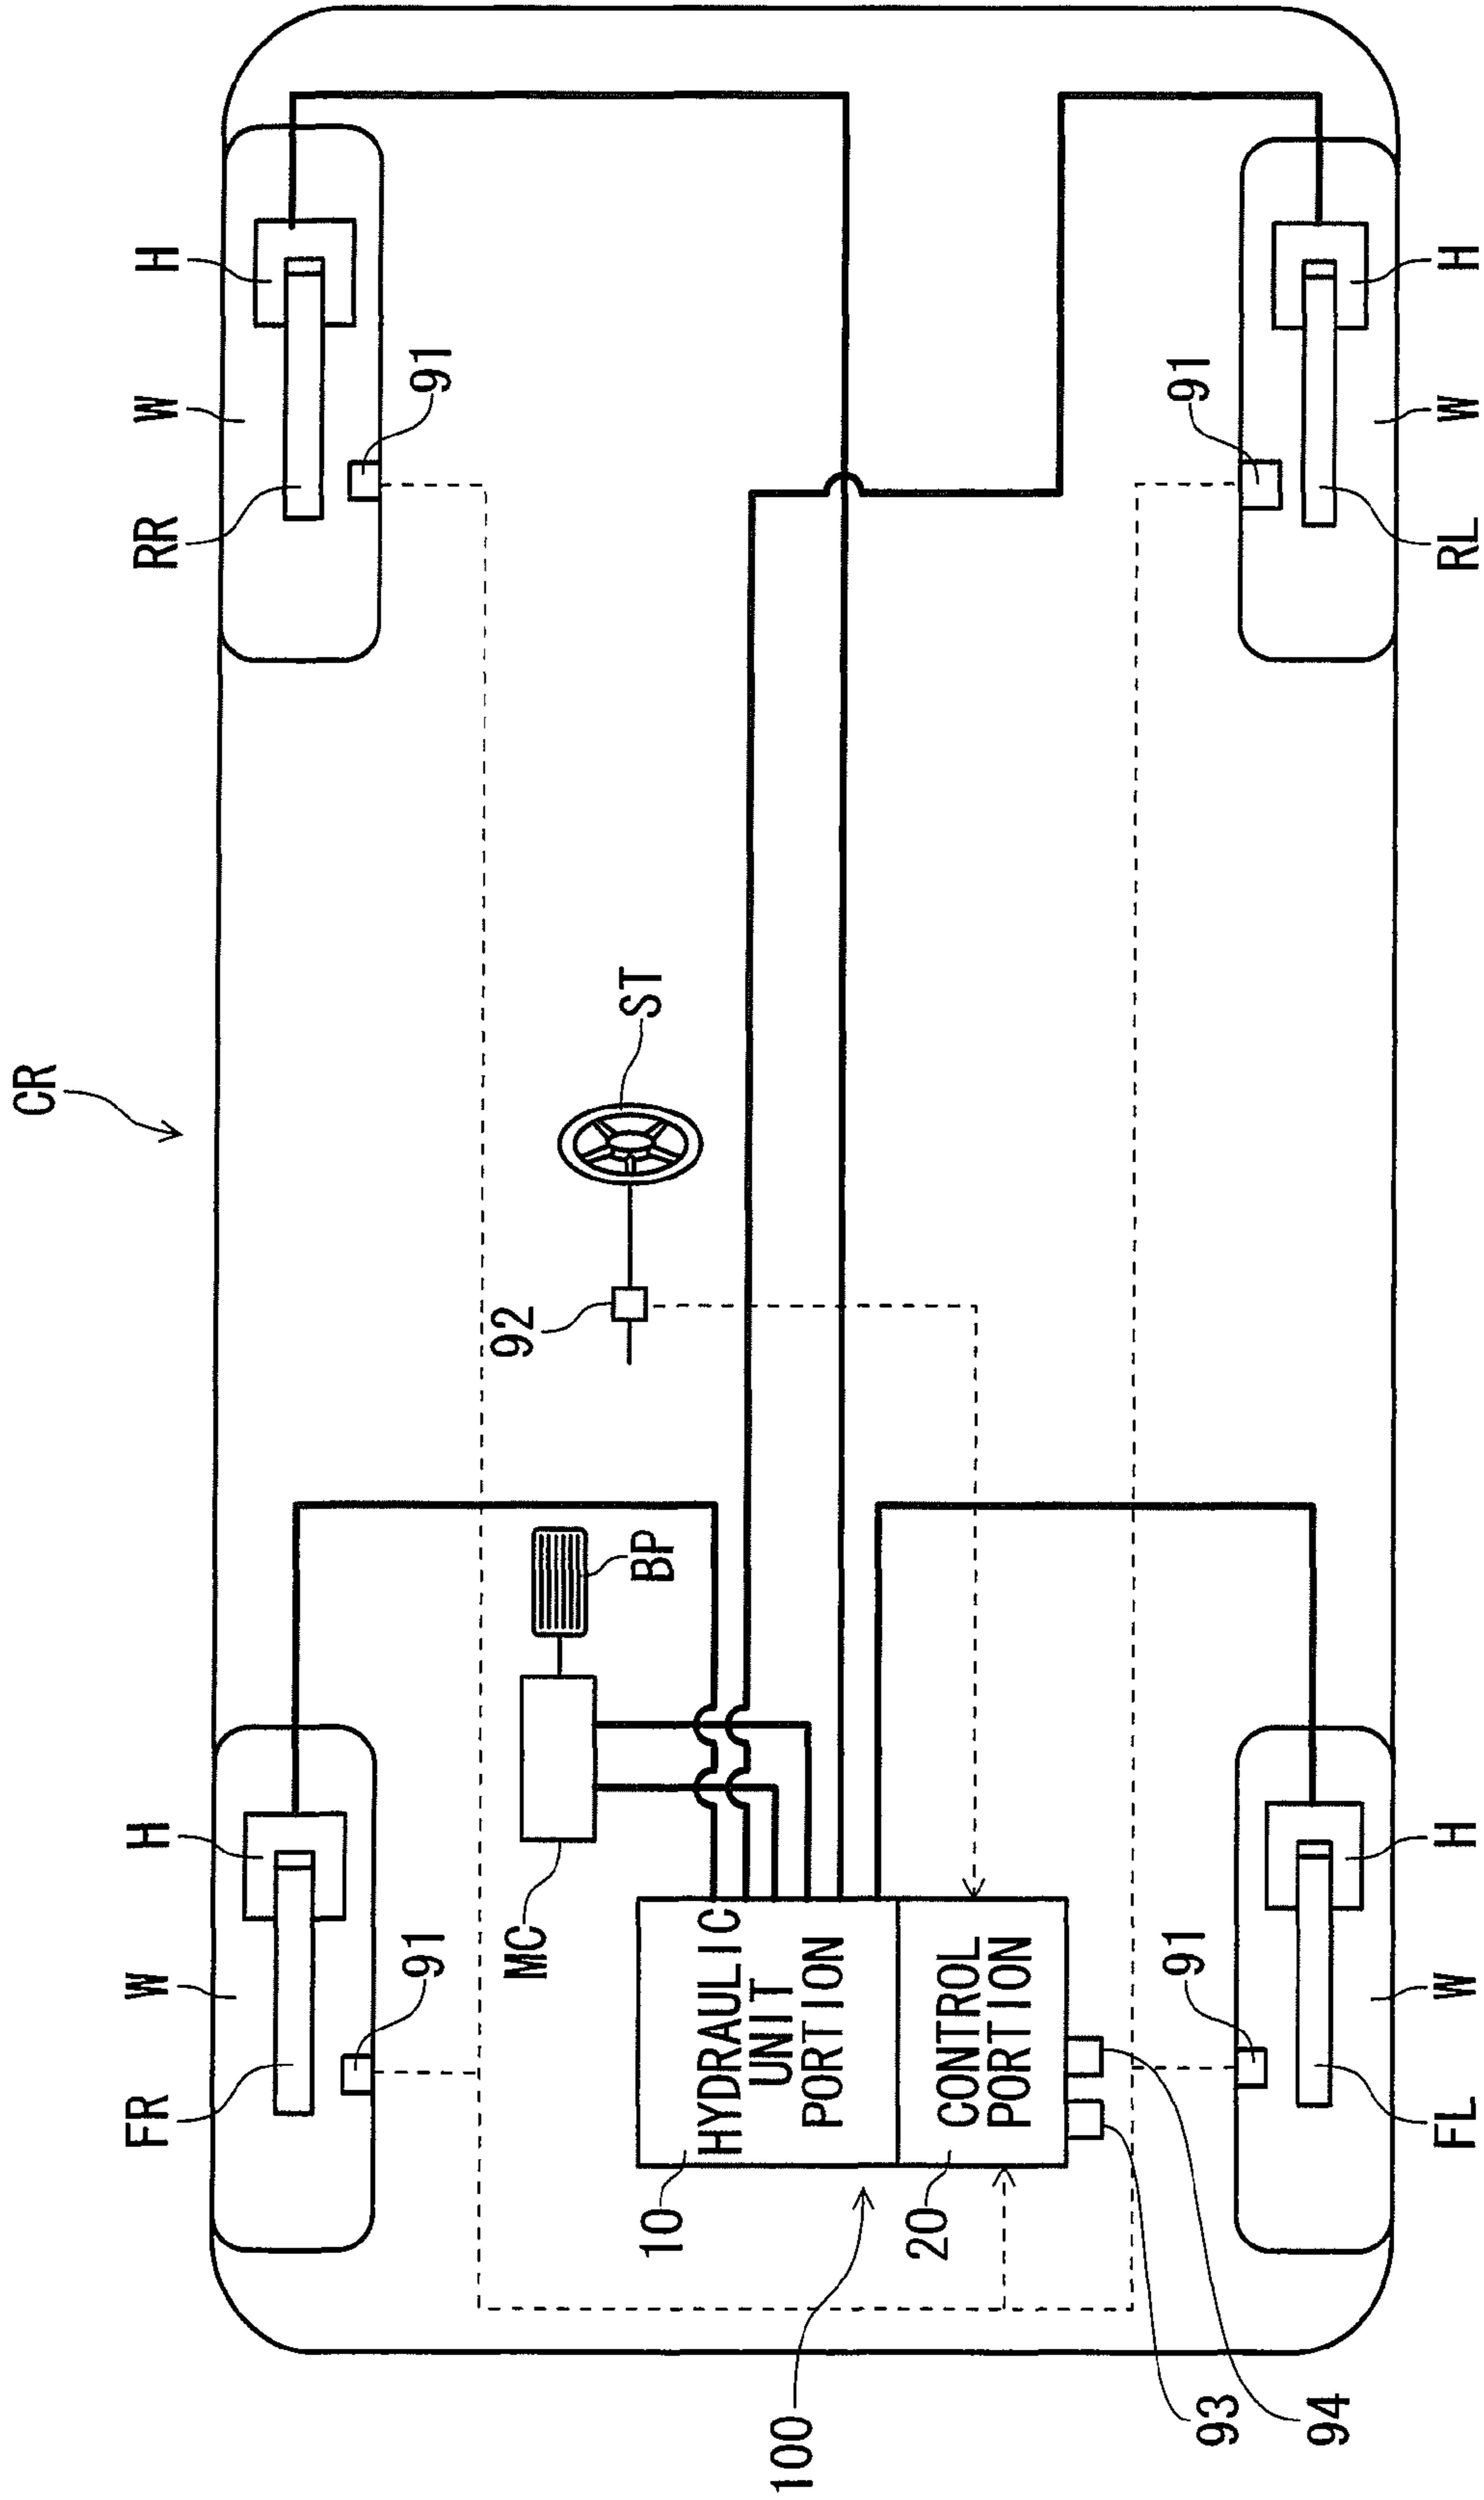 CR
FR
W
H
RR
W
H
91
91
MC
92
BP
ST
10
HYDRAULIC
UNIT
PORTION
100
20
CONTROL
PORTION
91
91
93
94
FL
W
H
RL
W
H